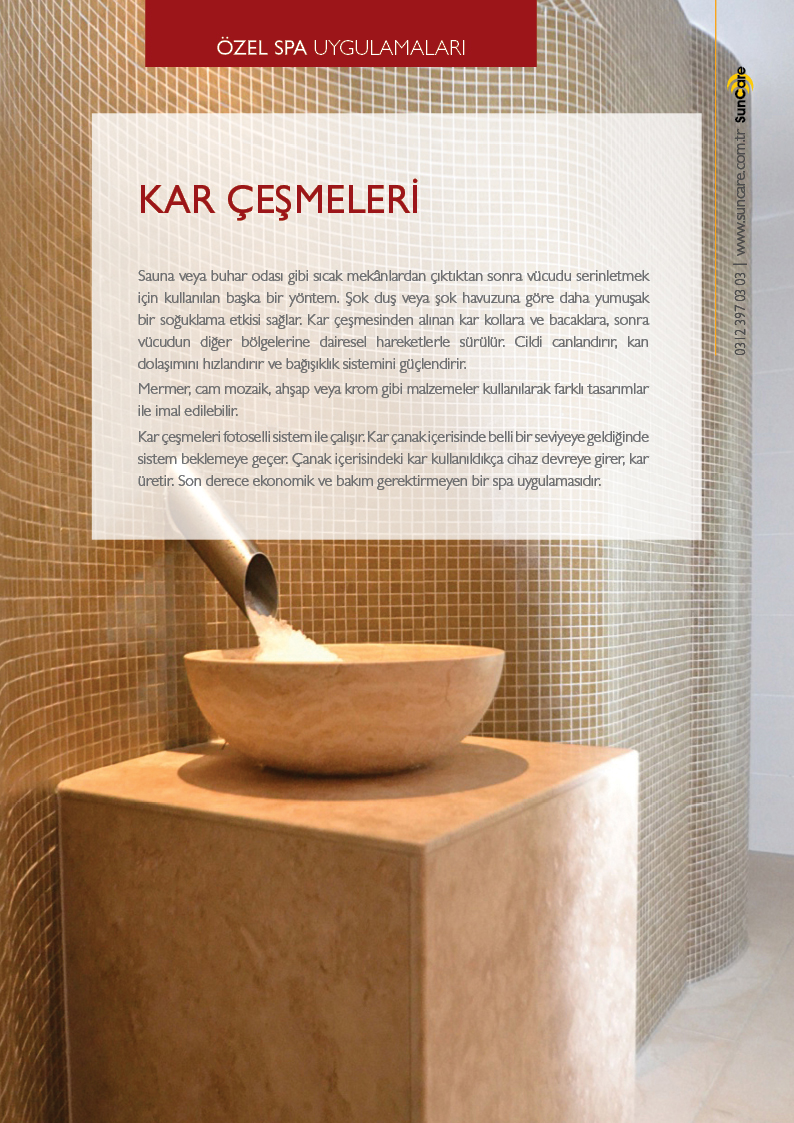 ÖZEL SPA UYGULAMALARI
KAR ÇEŞMELERİ
Sauna veya buhar odası gibi sıcak mekânlardan çıktıktan sonra vücudu serinletmek
için kullanılan başka bir yöntem. Şok duş veya şok havuzuna göre daha yumuşak
bir soğuklama etkisi sağlar. Kar çeşmesinden alınan kar kollara ve bacaklara, sonra
vücudun diğer bölgelerine dairesel hareketlerle sürülür. Cildi canlandırır, kan
dolaşımını hızlandırır ve bağışıklık sistemini güçlendirir.
Mermer, cam mozaik, ahşap veya krom gibi malzemeler kullanılarak farklı tasarımlar
ile imal edilebilir.
Kar çeşmeleri fotoselli sistem ile çalışır. Kar çanak içerisinde belli bir seviyeye geldiğinde
sistem beklemeye geçer. Çanak içerisindeki kar kullanıldıkça cihaz devreye girer, kar
üretir. Son derece ekonomik ve bakım gerektirmeyen bir spa uygulamasıdır.
0312 397 03 03 | www.suncare.com.tr SunCare